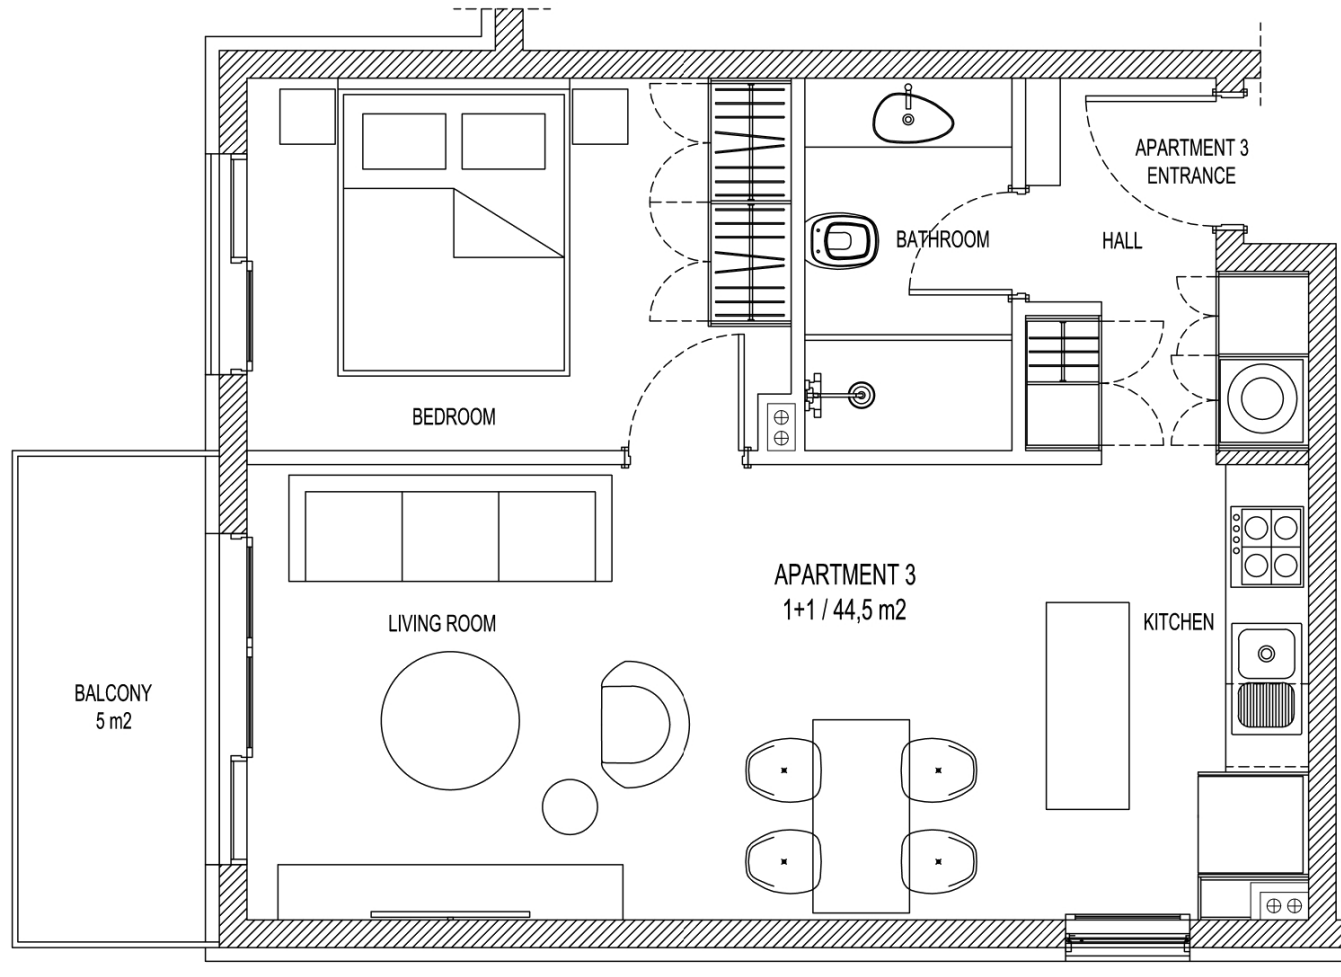 APARTMENT 3
ENTRANCE
BATHROOM
HALL
BEDROOM
APARTMENT 3
1+1 / 44,5 m2
LIVING ROOM
KITCHEN
BALCONY
5 m2